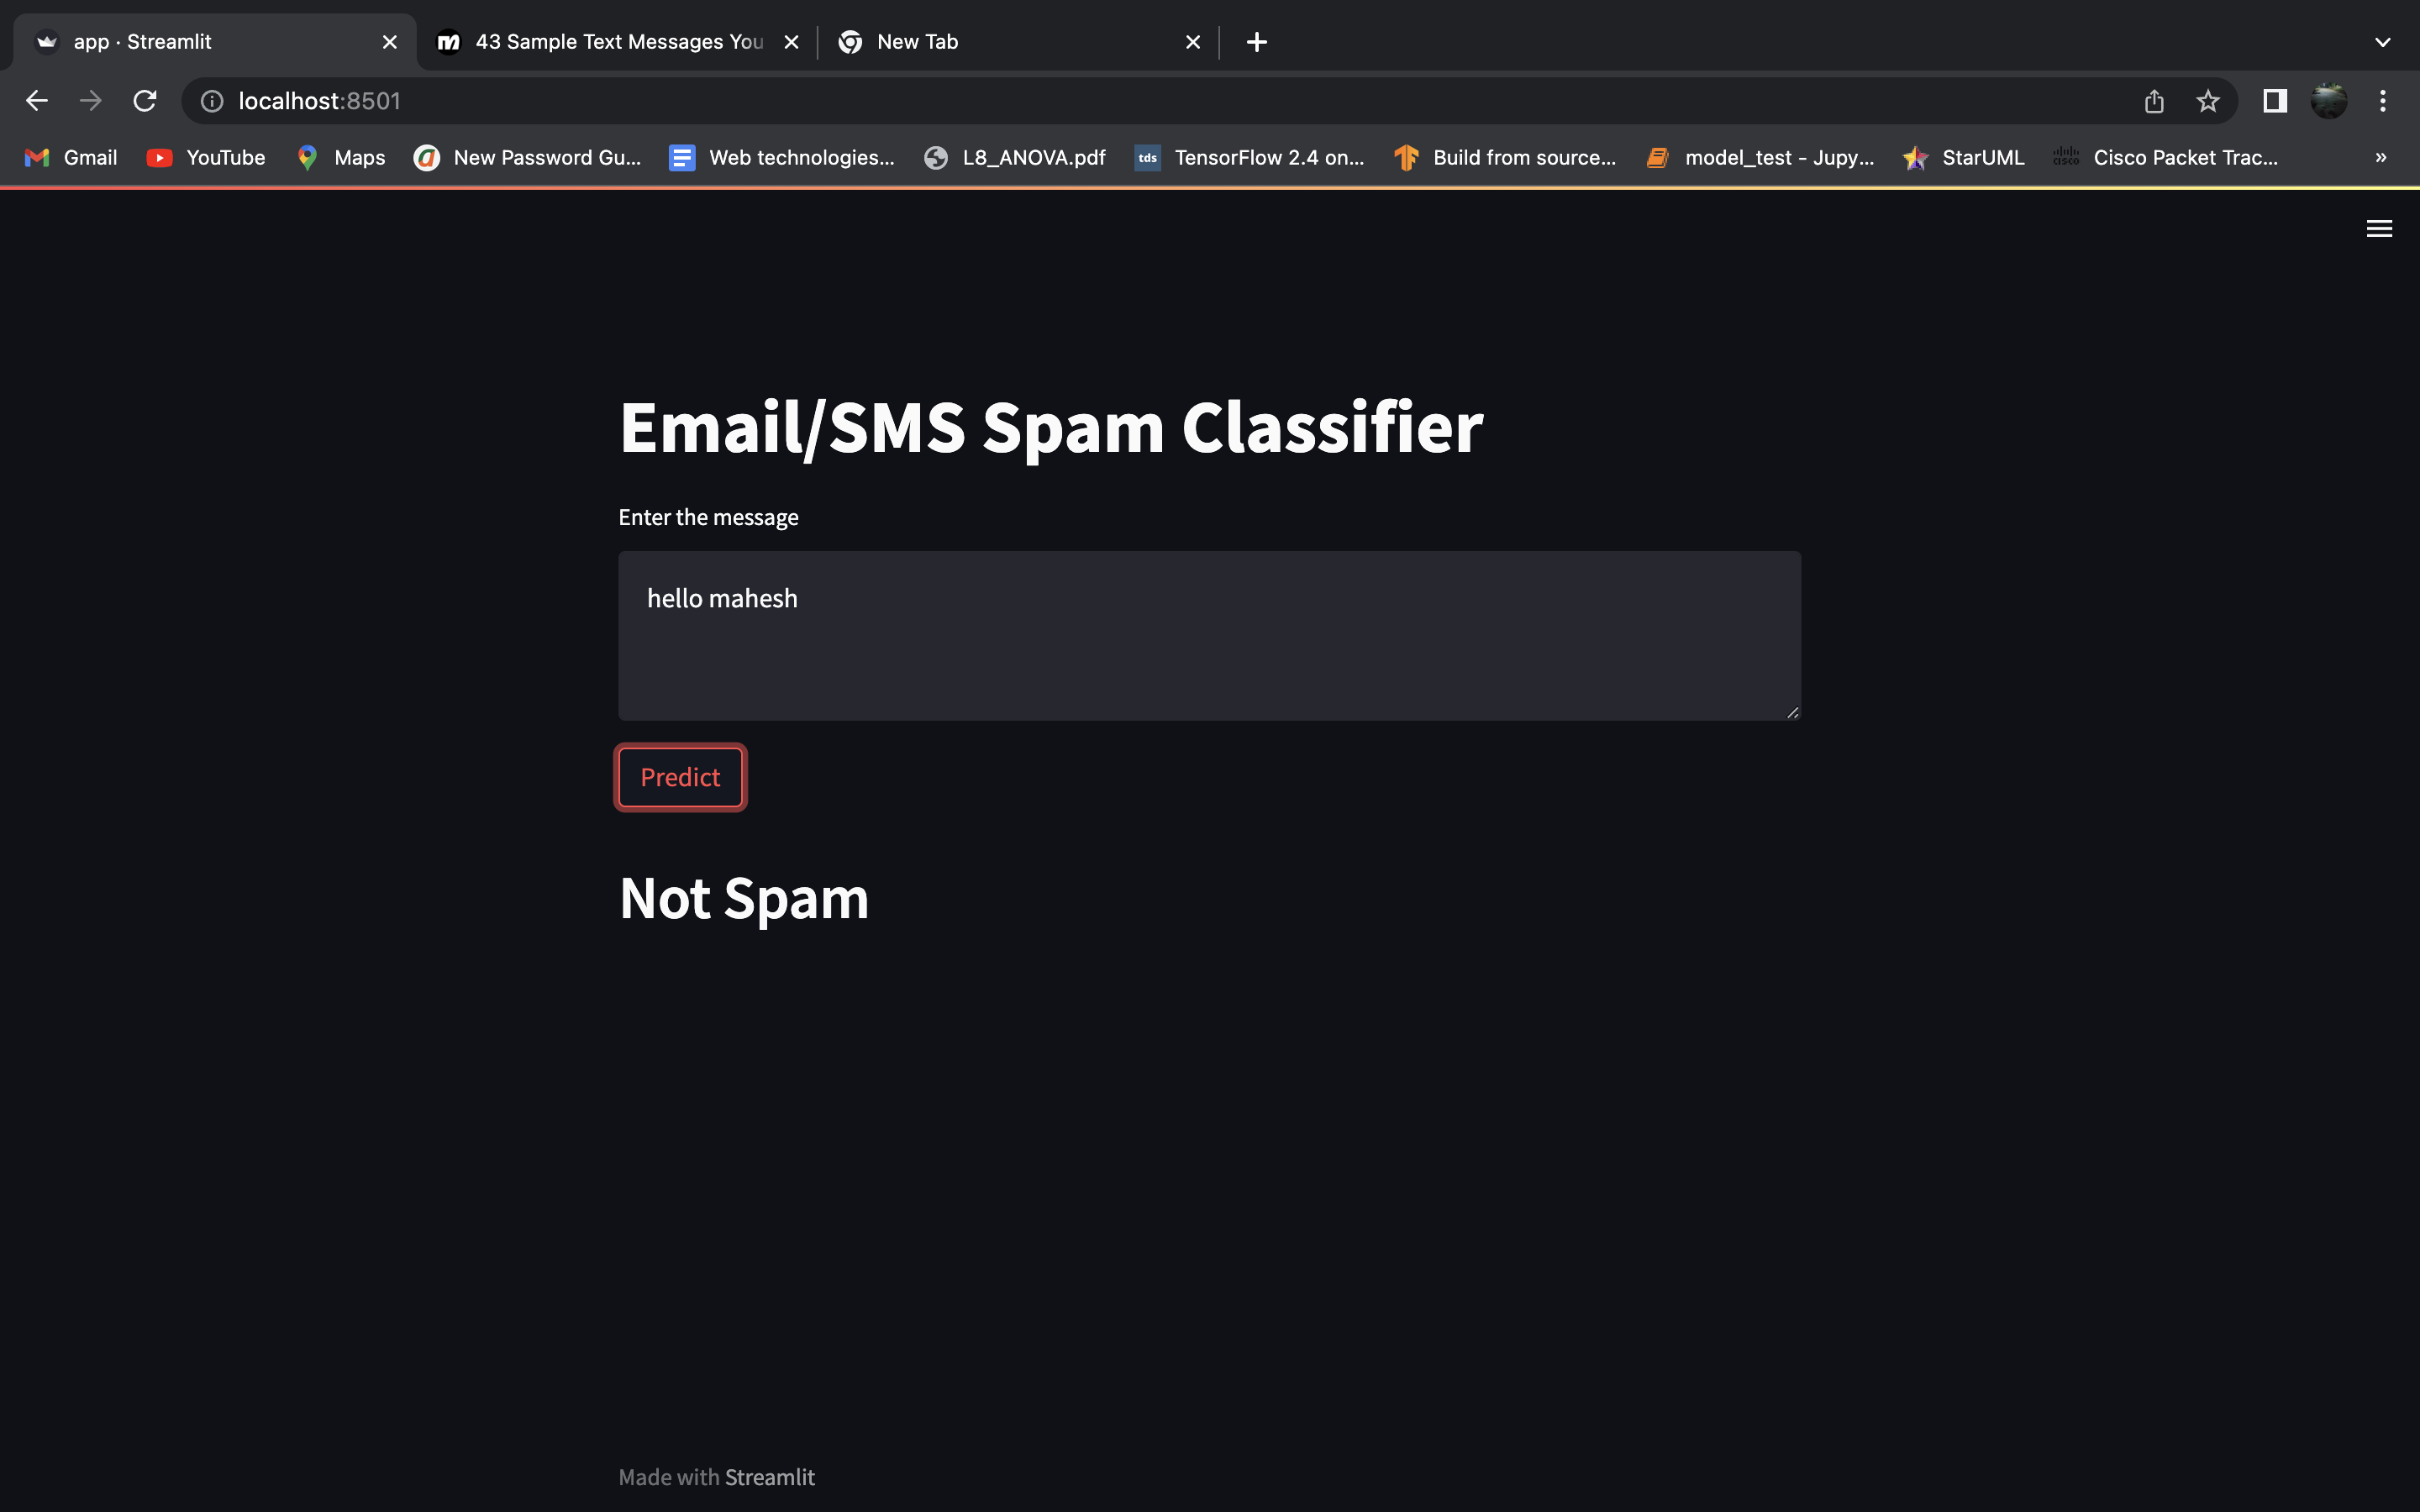 app · Streamlit
43 Sample Text Messages You
New Tab
localhost:8501
Gmail
YouTube
Maps
New Password Gu...
Web technologies...
L8_ANOVA.pdf
tds
TensorFlow 2.4 on...
Build from source...
model_test - Jupy...
StarUML
cisco
Cisco Packet Trac...
»
Email/SMS Spam Classifier
Enter the message
hello mahesh
Predict
Not Spam
Made with Streamlit